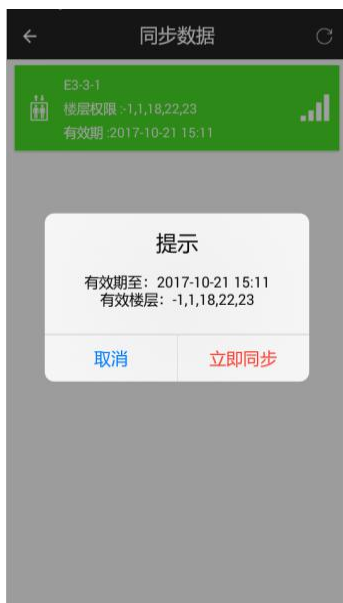 同步数据
E3-3-1
楼层权限 :-1,1,18,22,23
有效期 :2017-10-21 15:11
提示
有效期至：2017-10-21 15:11
有效楼层：-1,1,18,22,23
取消
立即同步